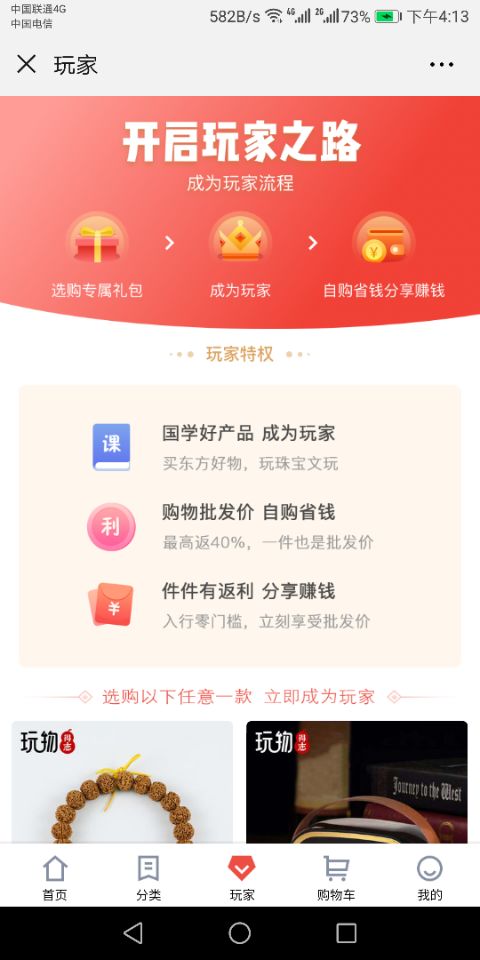 中国联通4G
中国电信
582B/s 4G 2G 73% 下午4:13
玩家
开启玩家之路
成为玩家流程
选购专属礼包 成为玩家 自购省钱分享赚钱
玩家特权
课
国学好产品 成为玩家
买东方好物，玩珠宝文玩
利
购物批发价 自购省钱
最高返40%，一件也是批发价
件件有返利 分享赚钱
入行零门槛，立刻享受批发价
选购以下任意一款 立即成为玩家
玩物得志 玩物得志
Journey to the West
首页 分类 玩家 购物车 我的